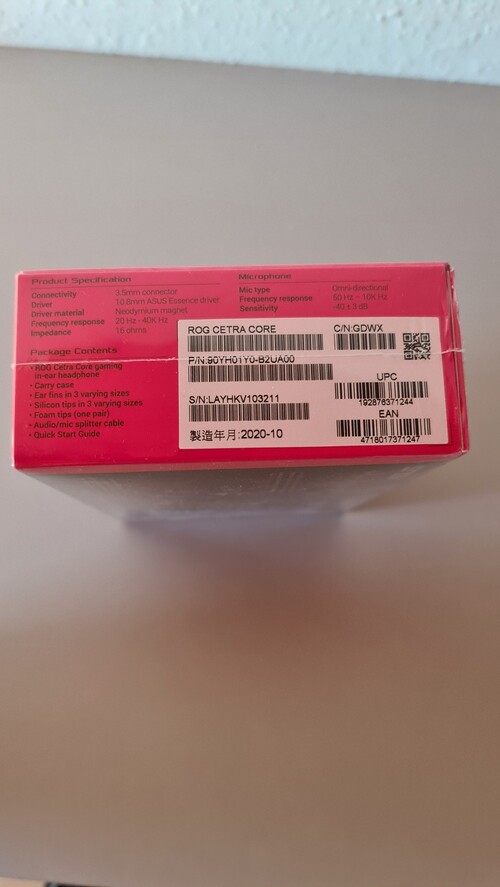 Product Specification
Connectivity 3.5mm connector
Driver 10.8mm ASUS Essence driver
Driver material Neodymium magnet
Frequency response 20 Hz ~ 40K Hz
Impedance 16 ohms
Microphone
Mic type Omni-directional
Frequency response 50 Hz ~ 10K Hz
Sensitivity -40 ± 3 dB
Package Contents
• ROG Cetra Core gaming
in-ear headphone
• Carry case
• Ear fins in 3 varying sizes
• Silicon tips in 3 varying sizes
• Foam tips (one pair)
• Audio/mic splitter cable
• Quick Start Guide
ROG CETRA CORE
C/N:GDWX
P/N:90YH01Y0-B2UA00
UPC
192876371244
S/N:LAYHKV103211
EAN
4718017371247
製造年月:2020-10